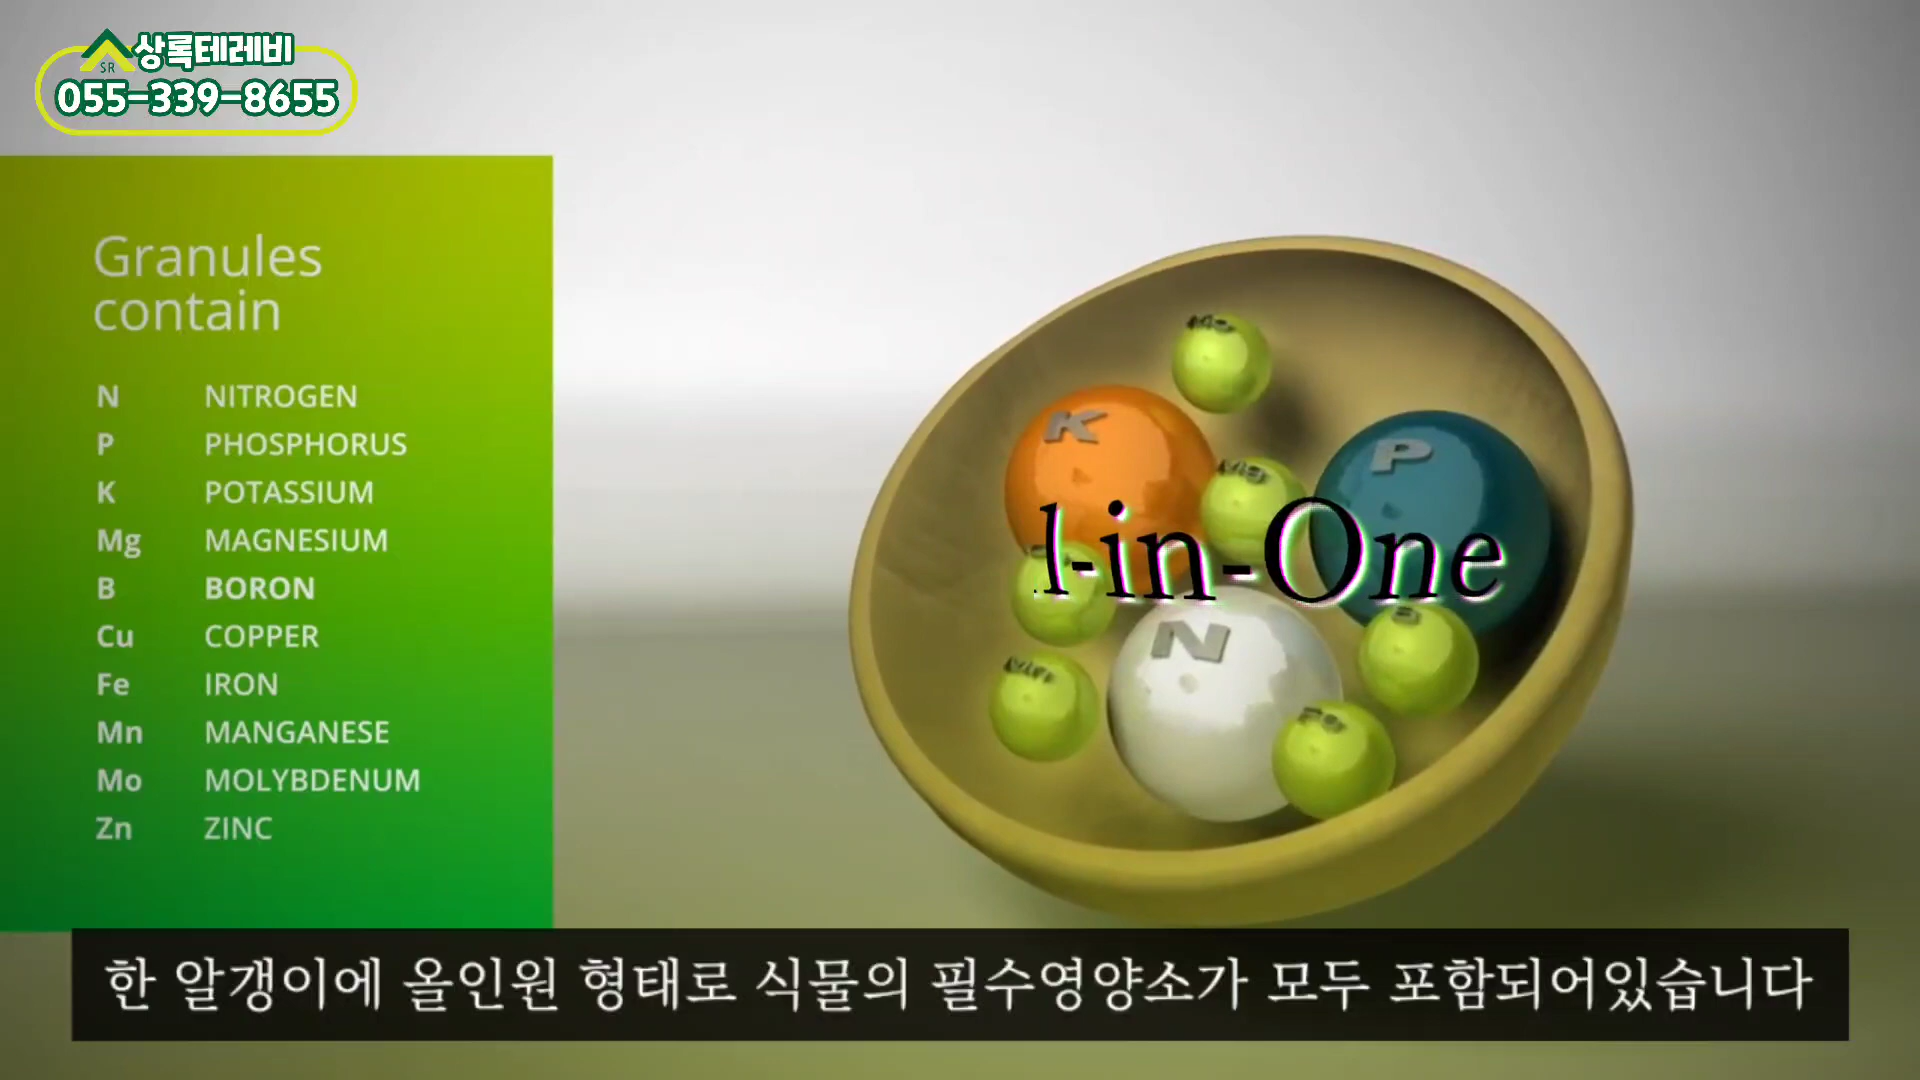 상록테레비
SR
055-339-8655
Granules
contain
N NITROGEN
P PHOSPHORUS
K POTASSIUM
Mg MAGNESIUM
B BORON
Cu COPPER
Fe IRON
Mn MANGANESE
Mo MOLYBDENUM
Zn ZINC
K
P
l-in-One
N
한 알갱이에 올인원 형태로 식물의 필수영양소가 모두 포함되어있습니다